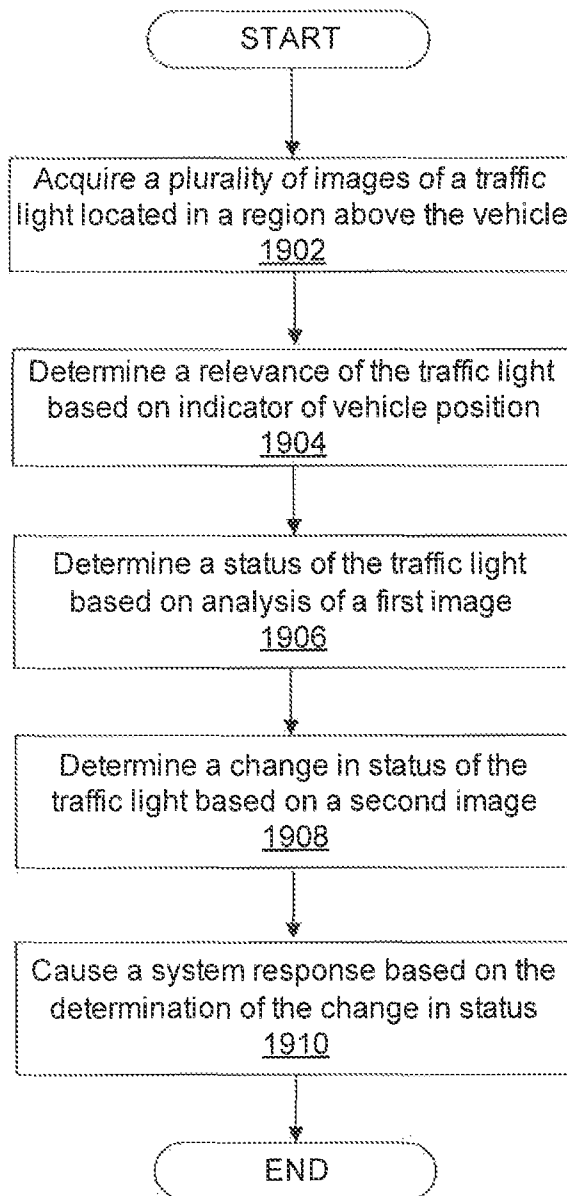 START
Acquire a plurality of images of a traffic
light located in a region above the vehicle
1902
Determine a relevance of the traffic light
based on indicator of vehicle position
1904
Determine a status of the traffic light
based on analysis of a first image
1906
Determine a change in status of the
traffic light based on a second image
1908
Cause a system response based on the
determination of the change in status
1910
END